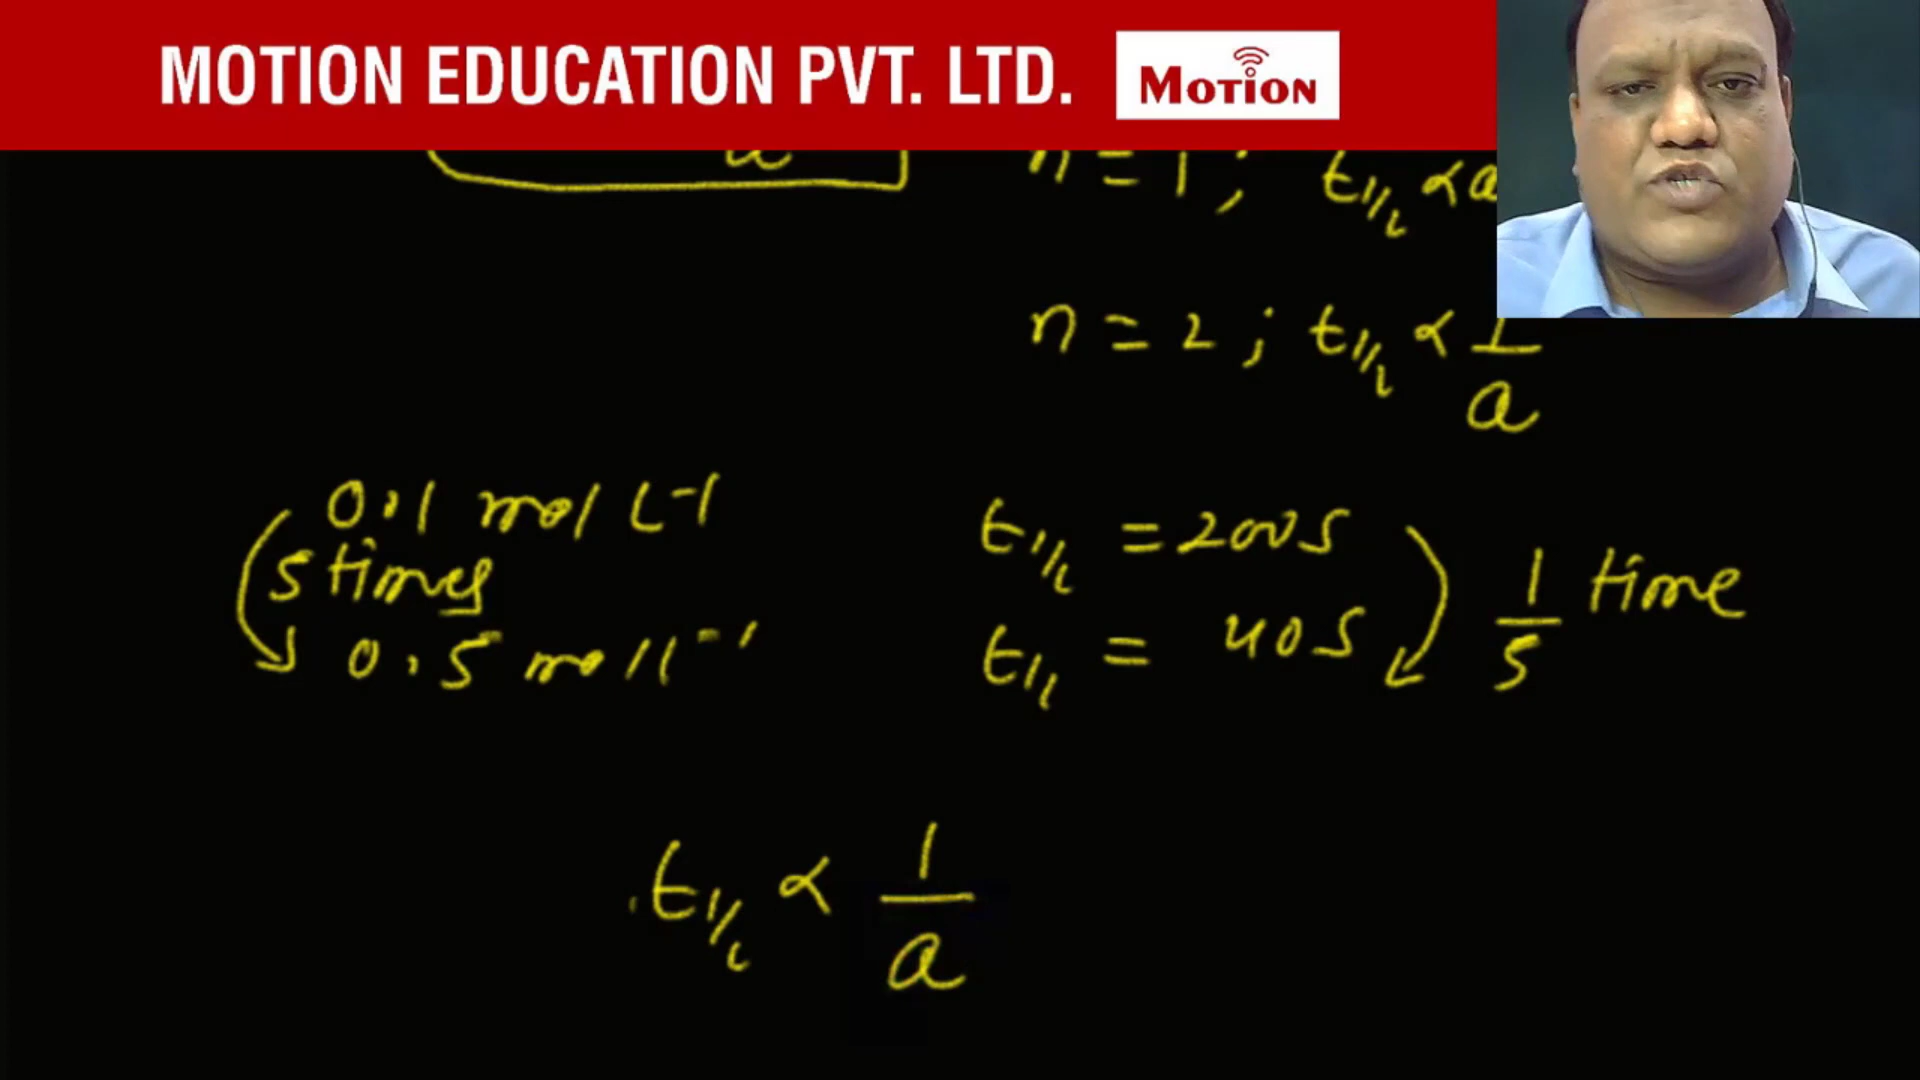 MOTION EDUCATION PVT. LTD.
MOTION
a
n = 1 ; t1/2 ∝ a
n = 2 ; t1/2 ∝ 1/a
0.1 mol L-1
t1/2 = 200 S
5 times
1/5 time
0.5 mol l-1
t1/2 = 40 S
t1/2 ∝ 1/a